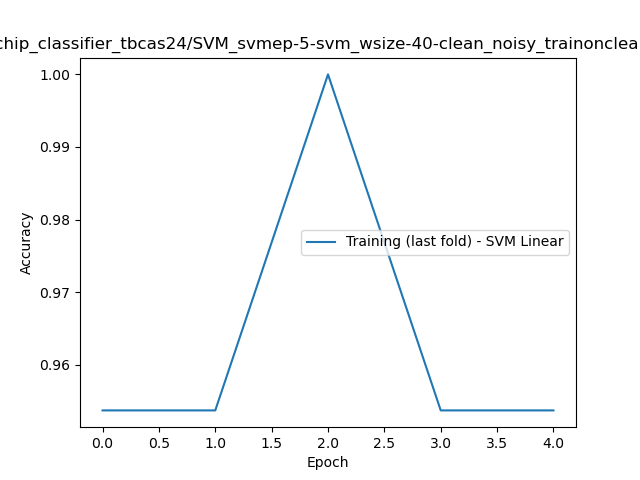 chip_classifier_tbcas24/SVM_svmep-5-svm_wsize-40-clean_noisy_trainonclea
1.00
0.99
0.98
0.97
0.96
Accuracy
Training (last fold) - SVM Linear
0.0 0.5 1.0 1.5 2.0 2.5 3.0 3.5 4.0
Epoch